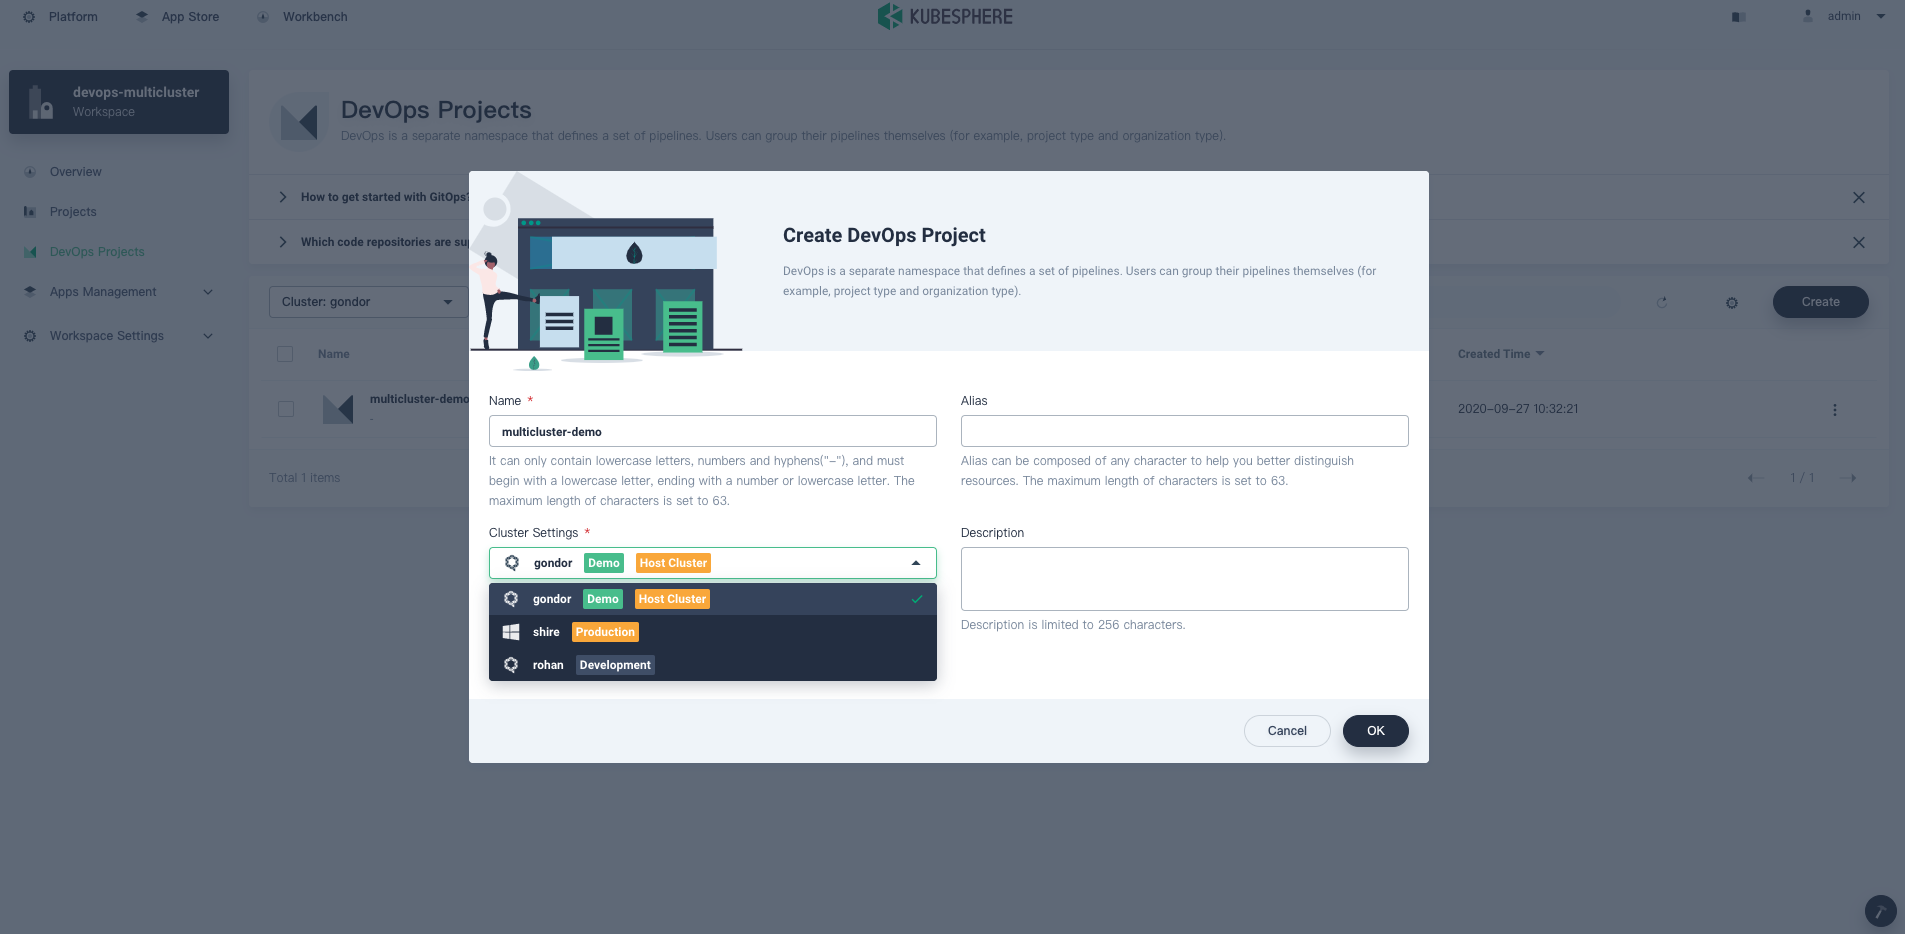 Platform
App Store
Workbench
KUBESPHERE
admin
devops-multicluster
Workspace
Overview
Projects
DevOps Projects
Apps Management
Workspace Settings
DevOps Projects
DevOps is a separate namespace that defines a set of pipelines. Users can group their pipelines themselves (for example, project type and organization type).
How to get started with GitOps?
Which code repositories are su
Cluster: gondor
Create
Name
Created Time
multicluster-demo
-
2020-09-27 10:32:21
Total 1 items
1 / 1
Create DevOps Project
DevOps is a separate namespace that defines a set of pipelines. Users can group their pipelines themselves (for
example, project type and organization type).
Name *
multicluster-demo
It can only contain lowercase letters, numbers and hyphens("-"), and must
begin with a lowercase letter, ending with a number or lowercase letter. The
maximum length of characters is set to 63.
Alias
Alias can be composed of any character to help you better distinguish
resources. The maximum length of characters is set to 63.
Cluster Settings *
gondor Demo Host Cluster
gondor Demo Host Cluster
shire Production
rohan Development
Description
Description is limited to 256 characters.
Cancel
OK